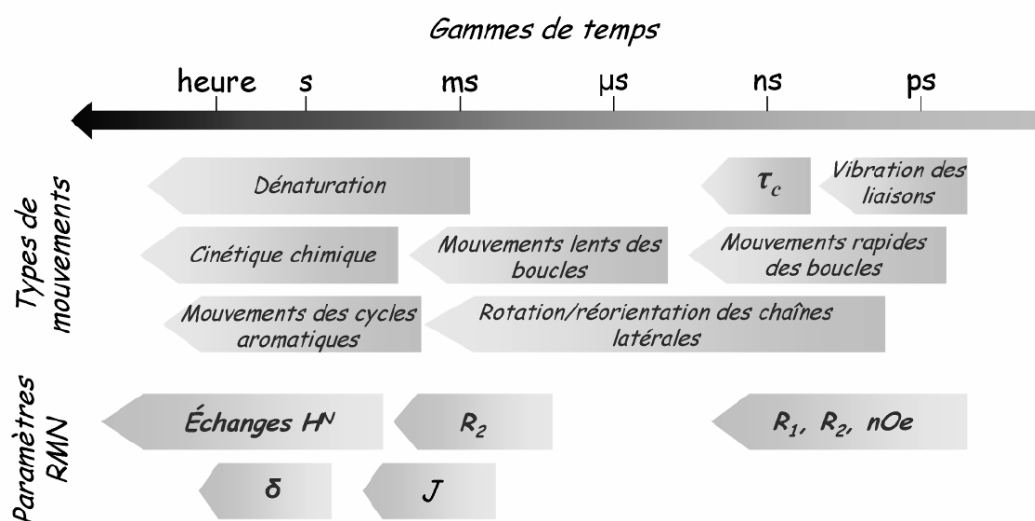 Gammes de temps
heure s ms µs ns ps
Types de
mouvements
Dénaturation
τc
Vibration des
liaisons
Cinétique chimique
Mouvements lents des
boucles
Mouvements rapides
des boucles
Mouvements des cycles
aromatiques
Rotation/réorientation des chaînes
latérales
Paramètres
RMN
Échanges Hᴺ
R₂
R₁, R₂, nOe
δ
J